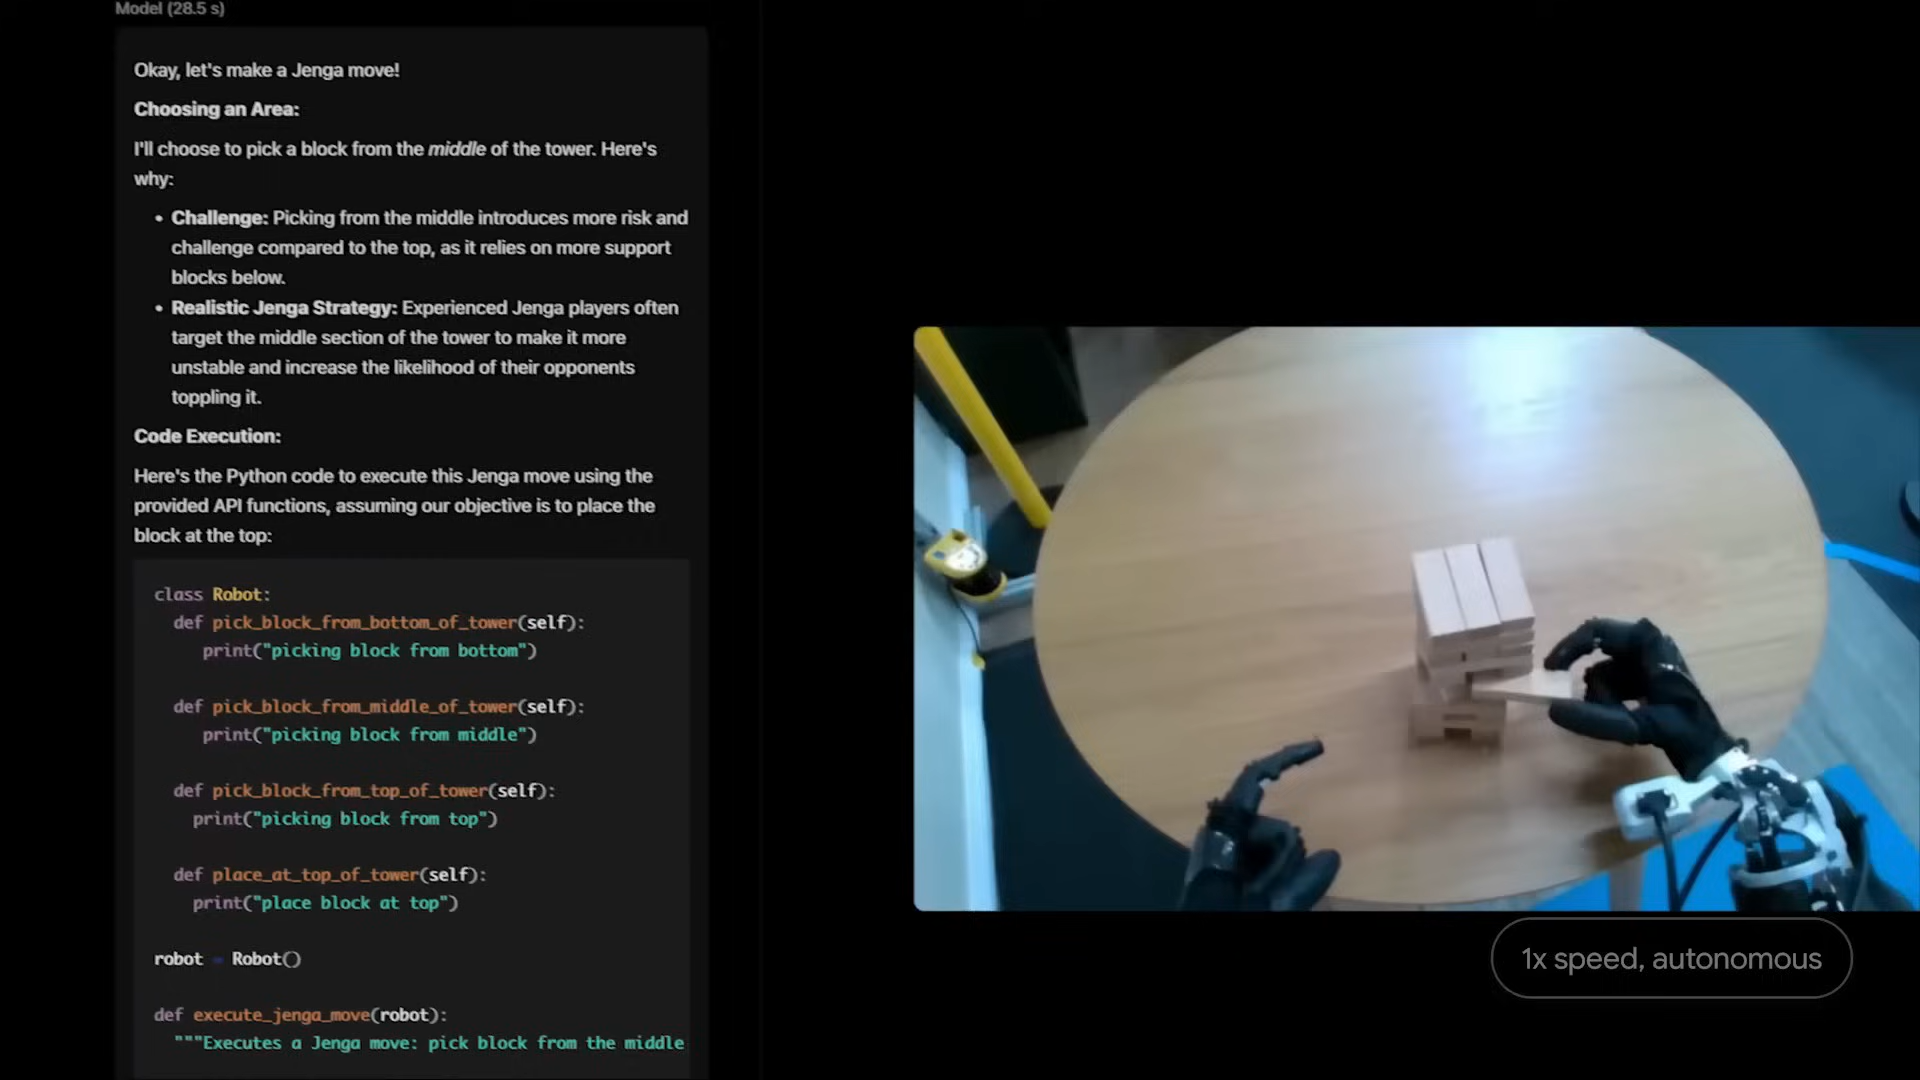 Model (28.5 s)
Okay, let's make a Jenga move!
Choosing an Area:
I'll choose to pick a block from the middle of the tower. Here's
why:
• Challenge: Picking from the middle introduces more risk and
challenge compared to the top, as it relies on more support
blocks below.
• Realistic Jenga Strategy: Experienced Jenga players often
target the middle section of the tower to make it more
unstable and increase the likelihood of their opponents
toppling it.
Code Execution:
Here's the Python code to execute this Jenga move using the
provided API functions, assuming our objective is to place the
block at the top:
class Robot:
  def pick_block_from_bottom_of_tower(self):
     print("picking block from bottom")
  def pick_block_from_middle_of_tower(self):
     print("picking block from middle")
  def pick_block_from_top_of_tower(self):
    print("picking block from top")
  def place_at_top_of_tower(self):
    print("place block at top")
robot = Robot()
def execute_jenga_move(robot):
  """Executes a Jenga move: pick block from the middle
1x speed, autonomous